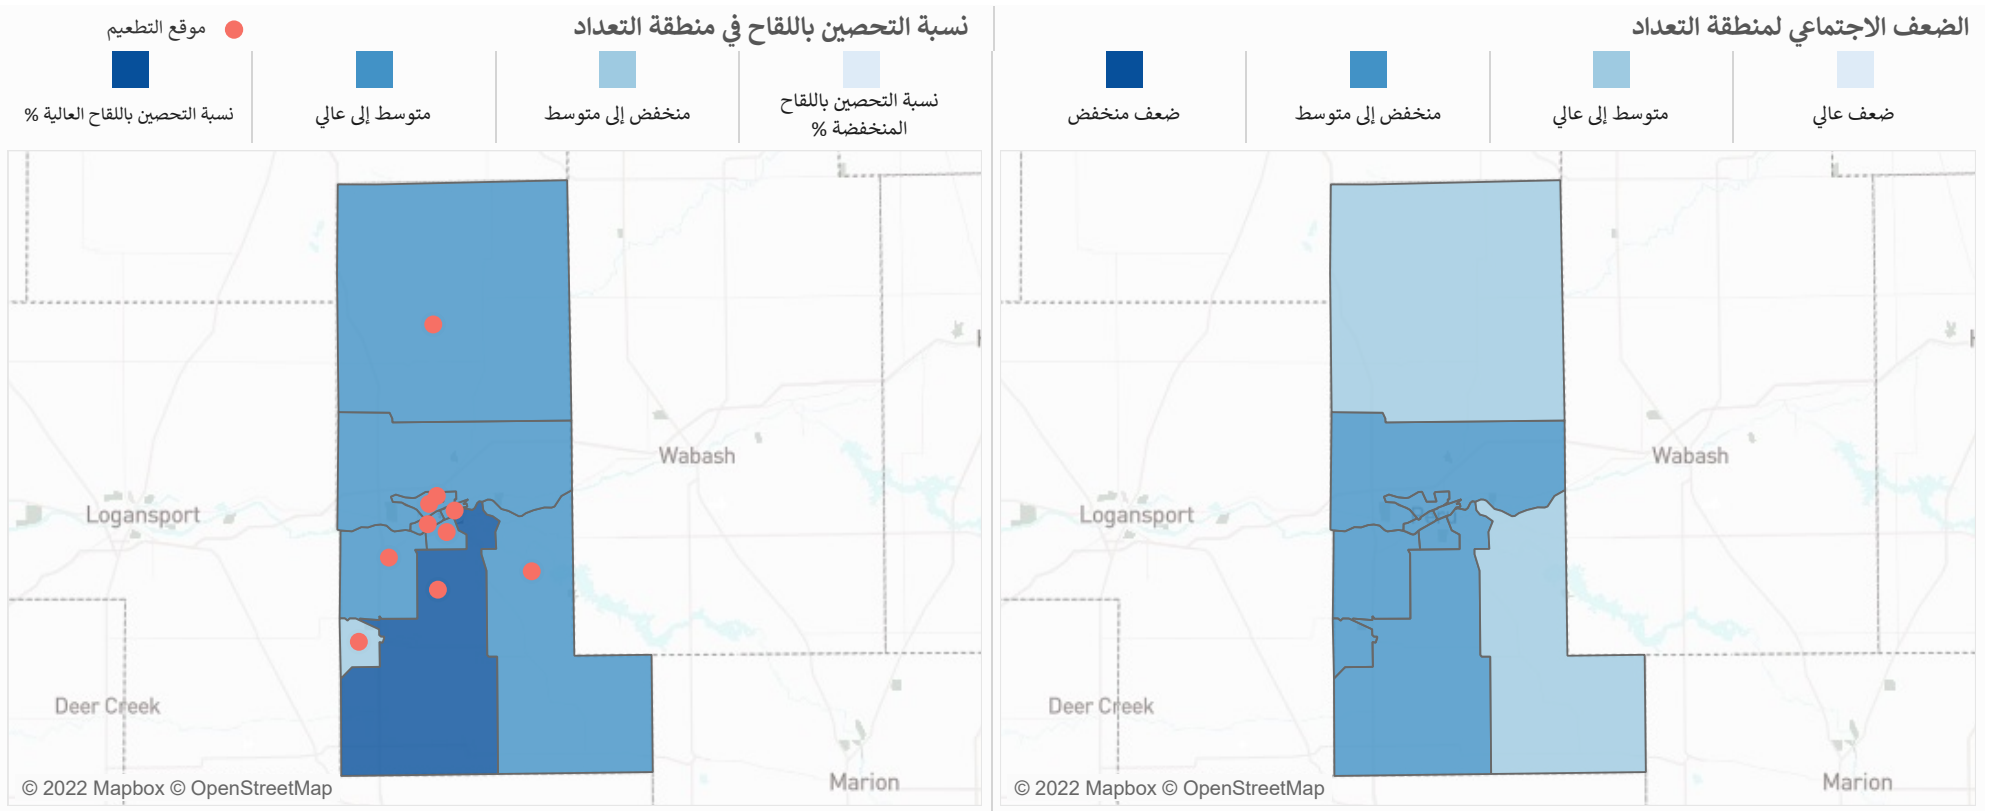 الضعف الاجتماعي لمنطقة التعداد
ضعف عالي
متوسط إلى عالي
منخفض إلى متوسط
ضعف منخفض
Wabash
Logansport
Peru
Deer Creek
Marion
© 2022 Mapbox © OpenStreetMap
نسبة التحصين باللقاح في منطقة التعداد
موقع التطعيم
نسبة التحصين باللقاح
المنخفضة %
منخفض إلى متوسط
متوسط إلى عالي
نسبة التحصين باللقاح العالية %
Wabash
Logansport
Deer Creek
Marion
© 2022 Mapbox © OpenStreetMap